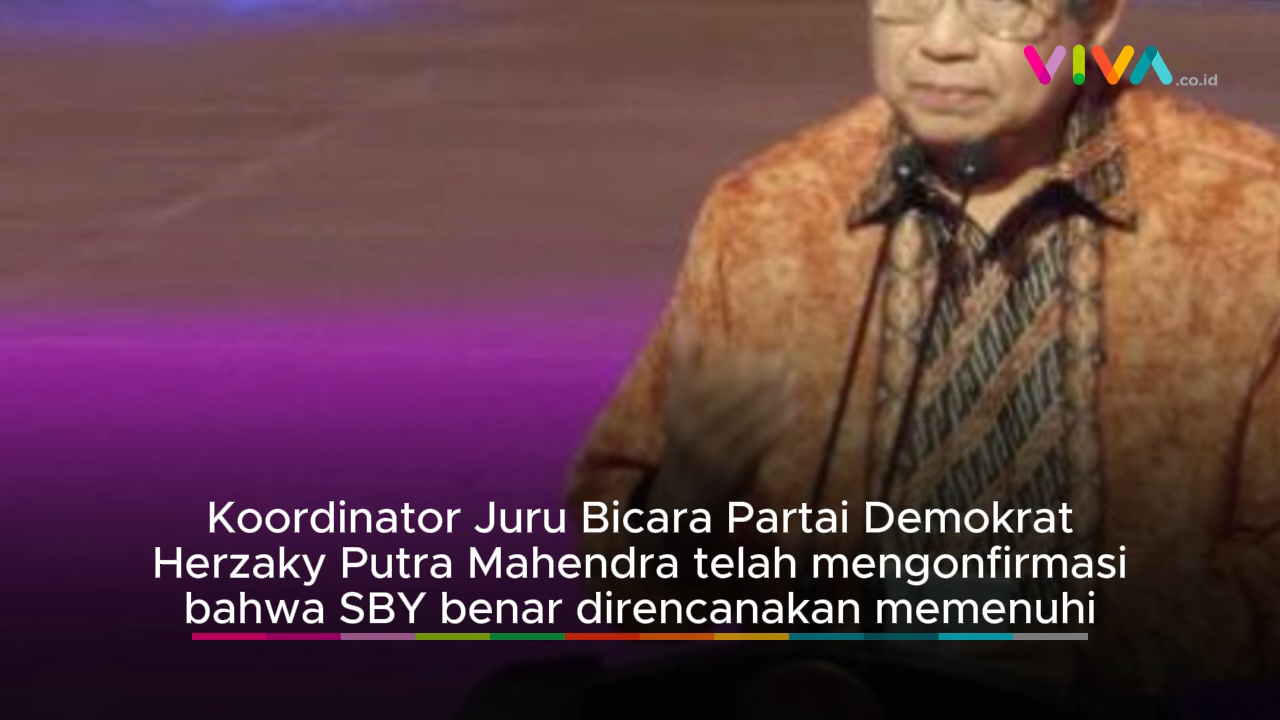 VIVA.co.id
Koordinator Juru Bicara Partai Demokrat
Herzaky Putra Mahendra telah mengonfirmasi
bahwa SBY benar direncanakan memenuhi